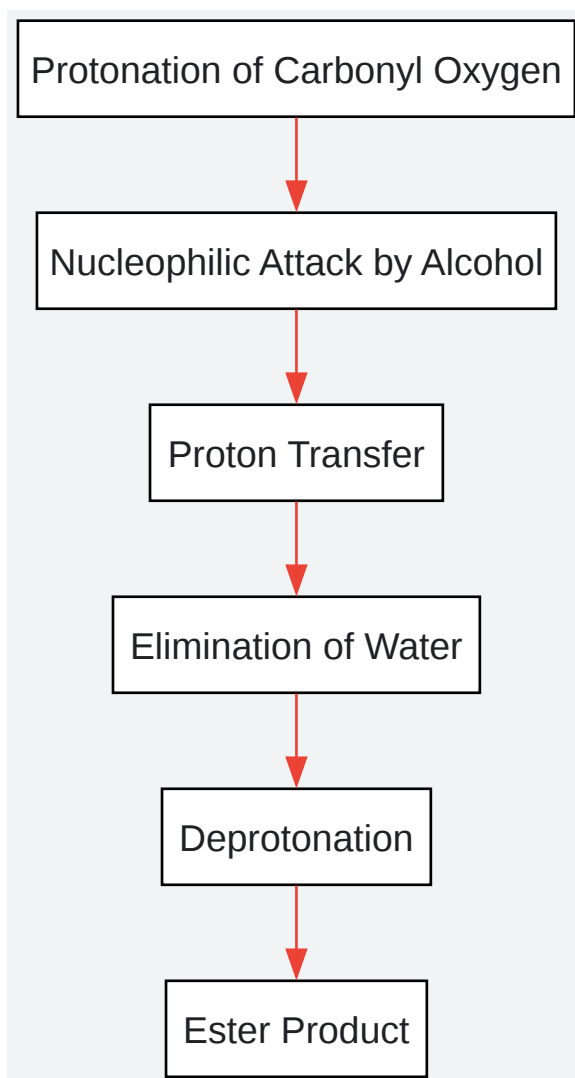 Protonation of Carbonyl Oxygen
Nucleophilic Attack by Alcohol
Proton Transfer
Elimination of Water
Deprotonation
Ester Product